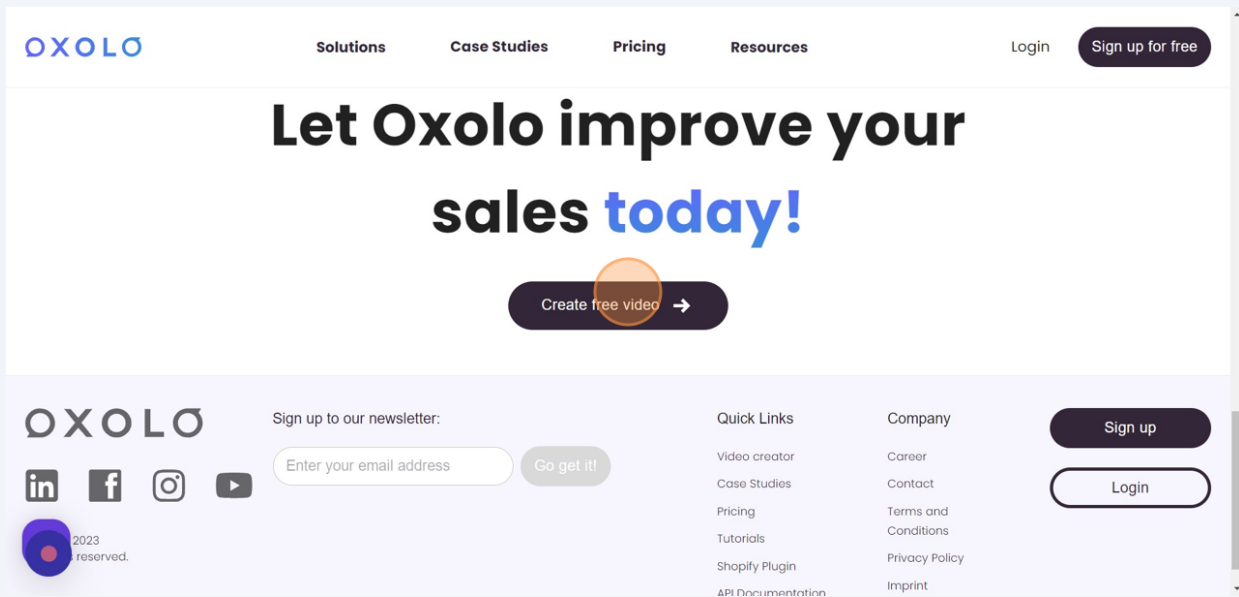 OXOLO
Solutions
Case Studies
Pricing
Resources
Login
Sign up for free
Let Oxolo improve your
sales today!
Create free video
OXOLO
Sign up to our newsletter:
Enter your email address
Go get it!
Quick Links
Video creator
Case Studies
Pricing
Tutorials
Shopify Plugin
API Documentation
Company
Career
Contact
Terms and
Conditions
Privacy Policy
Imprint
Sign up
Login
in
f
2023
reserved.